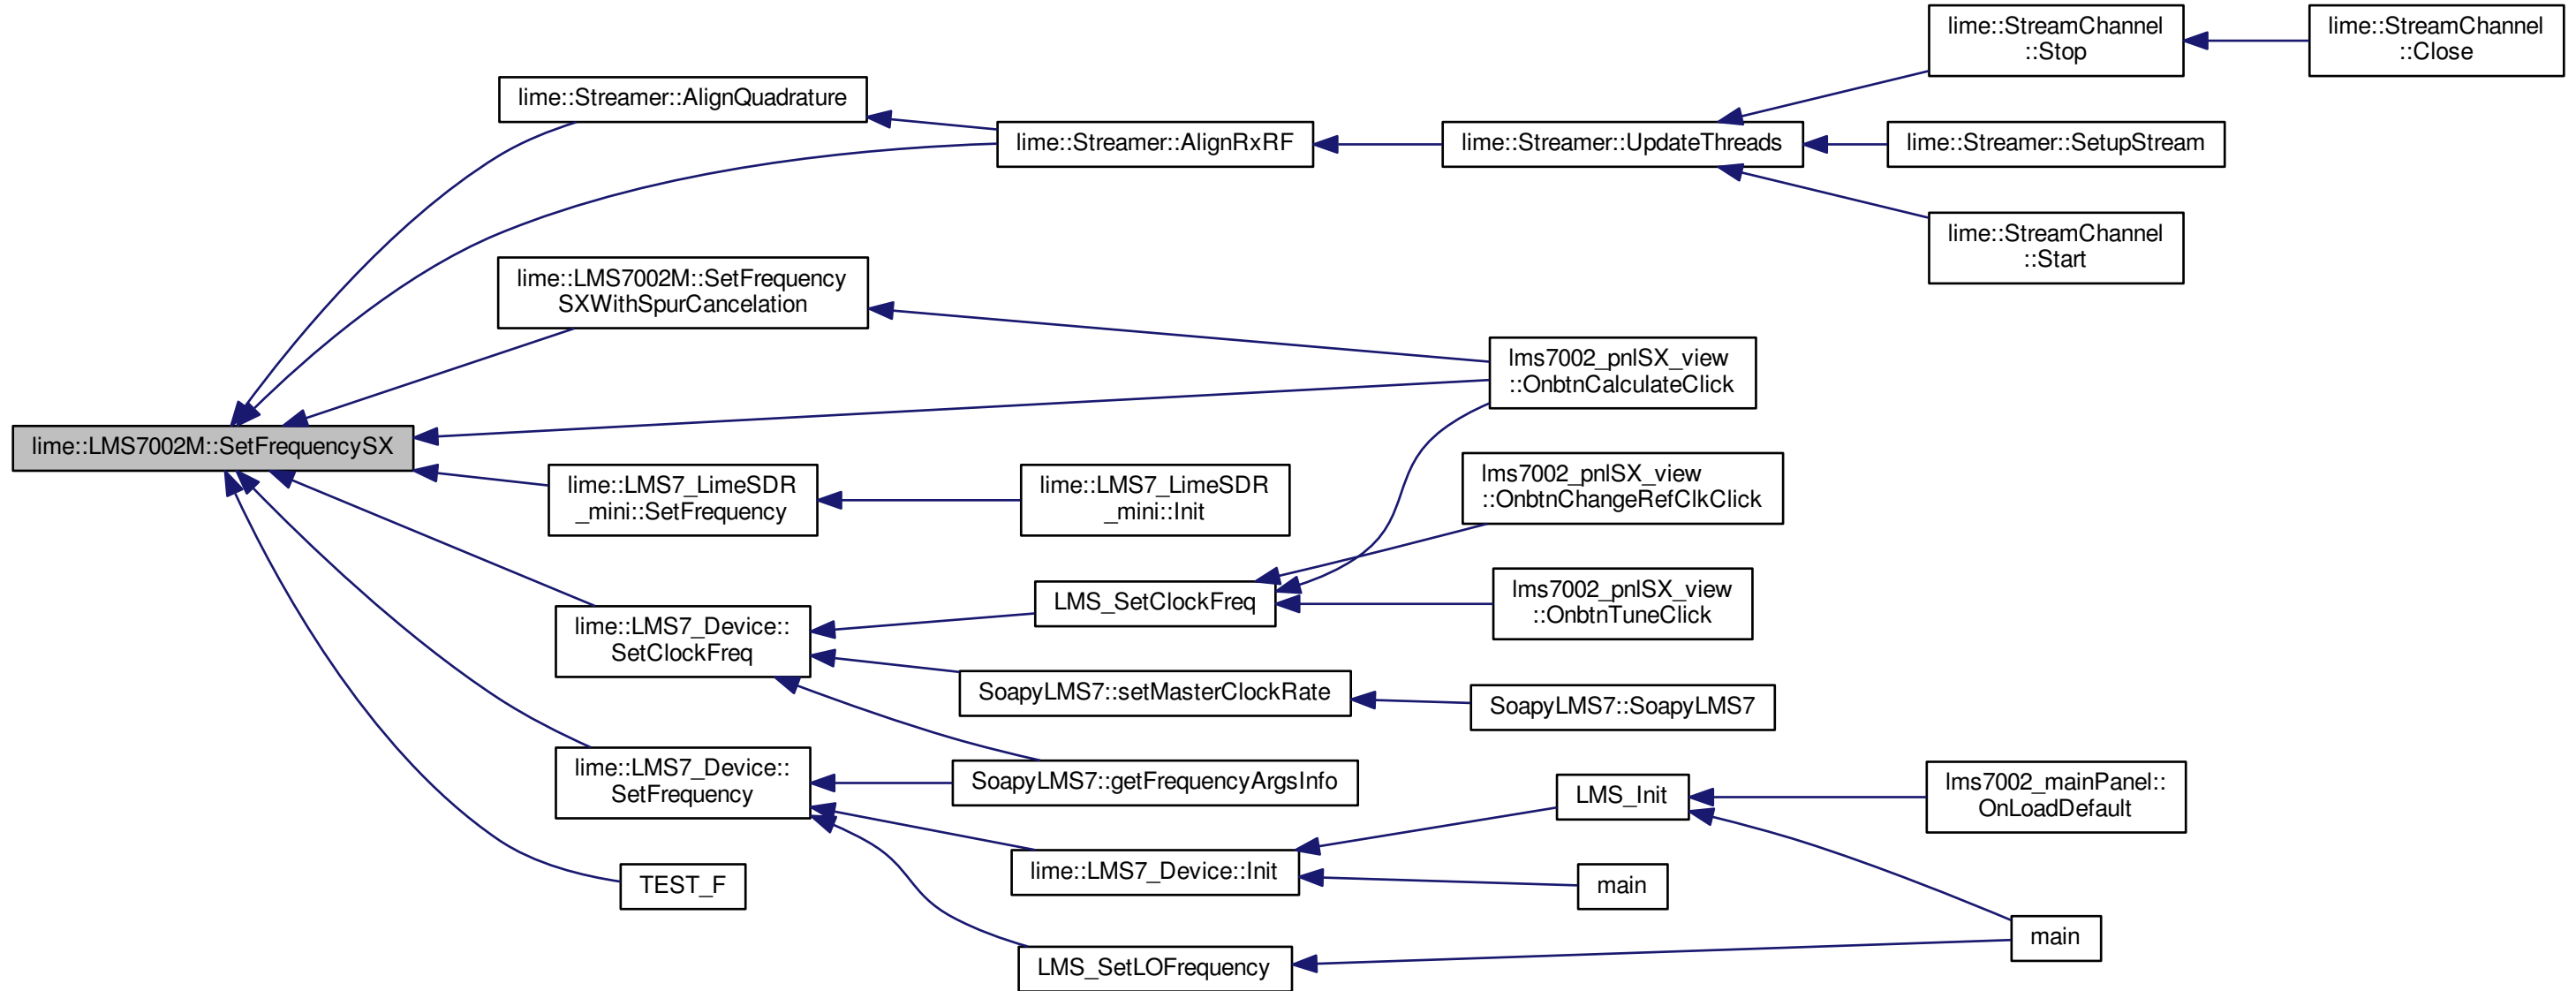 lime::StreamChannel
::Stop
lime::StreamChannel
::Close
lime::Streamer::AlignQuadrature
lime::Streamer::AlignRxRF
lime::Streamer::UpdateThreads
lime::Streamer::SetupStream
lime::StreamChannel
::Start
lime::LMS7002M::SetFrequency
SXWithSpurCancelation
lms7002_pnlSX_view
::OnbtnCalculateClick
lime::LMS7002M::SetFrequencySX
lime::LMS7_LimeSDR
_mini::SetFrequency
lime::LMS7_LimeSDR
_mini::Init
lms7002_pnlSX_view
::OnbtnChangeRefClkClick
LMS_SetClockFreq
lms7002_pnlSX_view
::OnbtnTuneClick
lime::LMS7_Device::
SetClockFreq
SoapyLMS7::setMasterClockRate
SoapyLMS7::SoapyLMS7
lime::LMS7_Device::
SetFrequency
SoapyLMS7::getFrequencyArgsInfo
LMS_Init
lms7002_mainPanel::
OnLoadDefault
lime::LMS7_Device::Init
main
TEST_F
main
LMS_SetLOFrequency